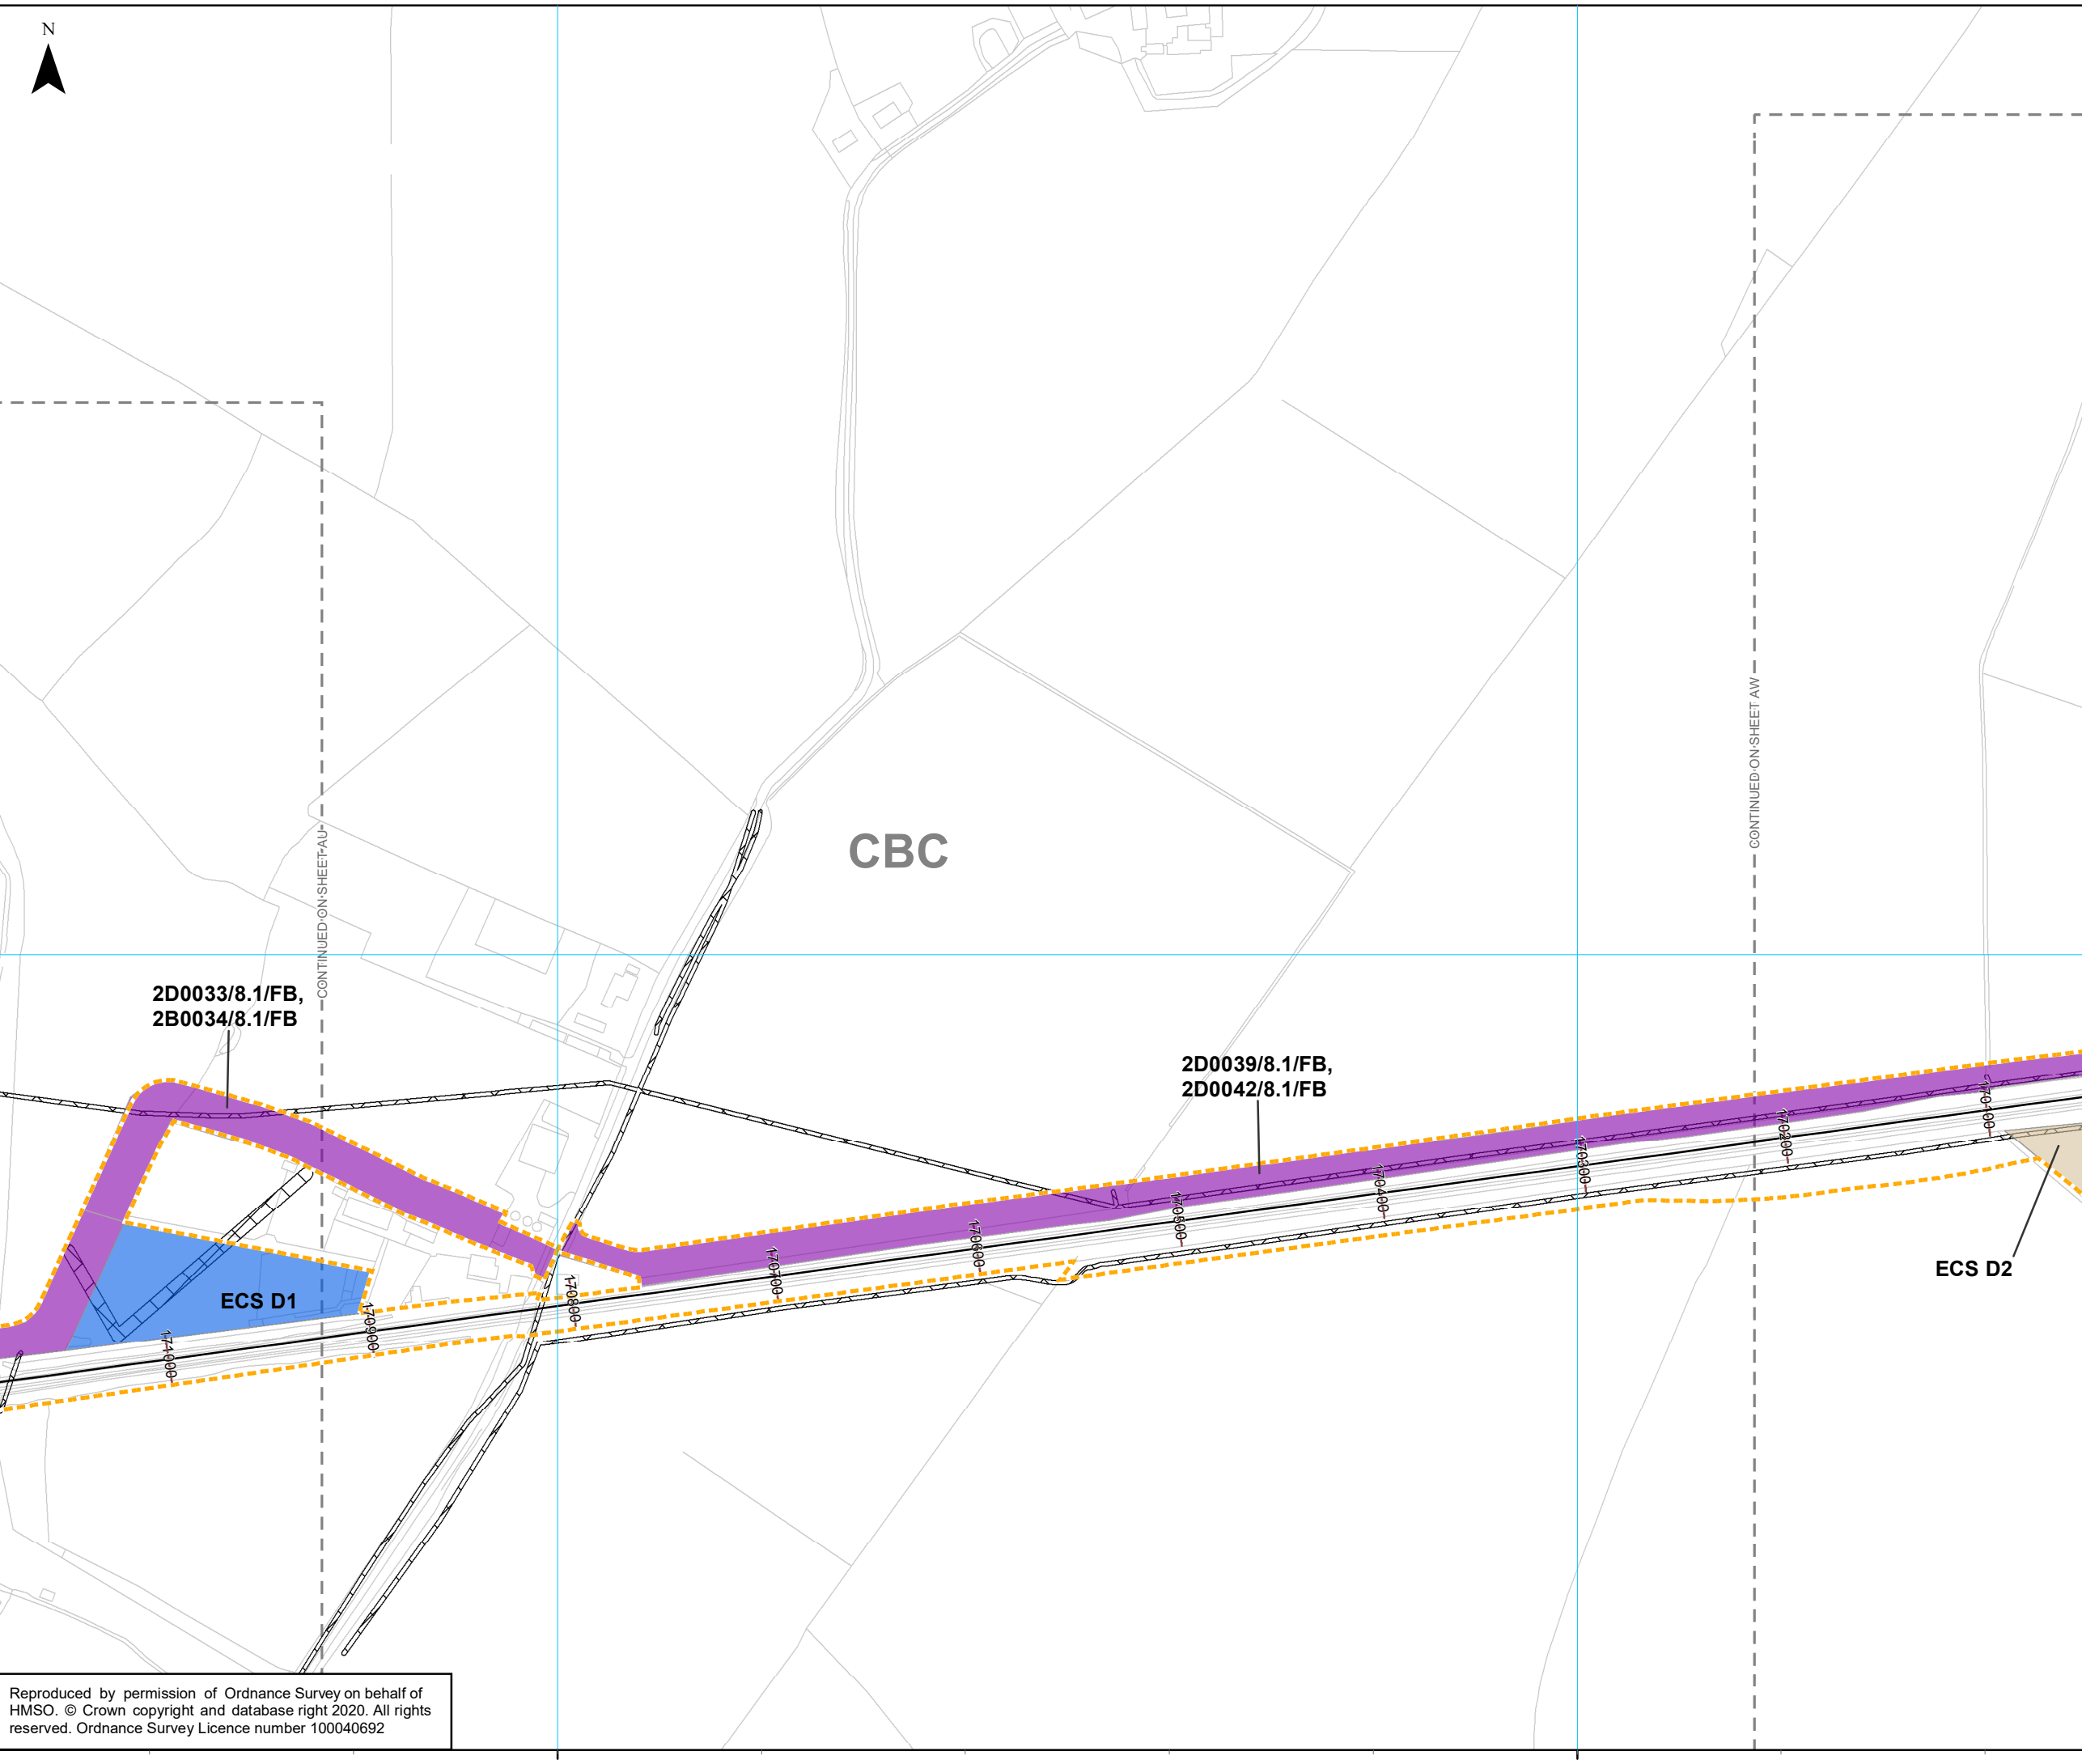 N
CONTINUED ON SHEET AW
CBC
CONTINUED ON SHEET AU
2D0033/8.1/FB,
2B0034/8.1/FB
2D0039/8.1/FB,
2D0042/8.1/FB
170100
170200
170300
170400
170500
170600
170700
170800
170900
171000
ECS D2
ECS D1
Reproduced by permission of Ordnance Survey on behalf of
HMSO. © Crown copyright and database right 2020. All rights
reserved. Ordnance Survey Licence number 100040692